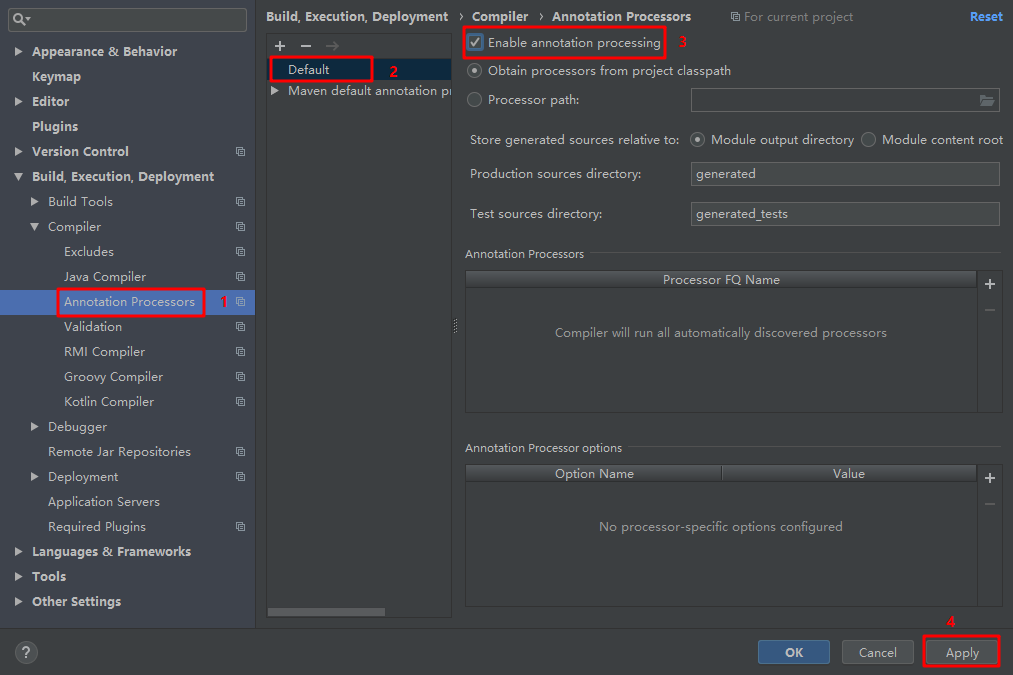 Build, Execution, Deployment › Compiler › Annotation Processors For current project Reset
Appearance & Behavior
Keymap
Editor
Plugins
Version Control
Build, Execution, Deployment
Build Tools
Compiler
Excludes
Java Compiler
Annotation Processors 1
Validation
RMI Compiler
Groovy Compiler
Kotlin Compiler
Debugger
Remote Jar Repositories
Deployment
Application Servers
Required Plugins
Languages & Frameworks
Tools
Other Settings
Default 2
Maven default annotation pr
Enable annotation processing 3
Obtain processors from project classpath
Processor path:
Store generated sources relative to: Module output directory Module content root
Production sources directory: generated
Test sources directory: generated_tests
Annotation Processors
Processor FQ Name
Compiler will run all automatically discovered processors
Annotation Processor options
Option Name Value
No processor-specific options configured
4
? OK Cancel Apply